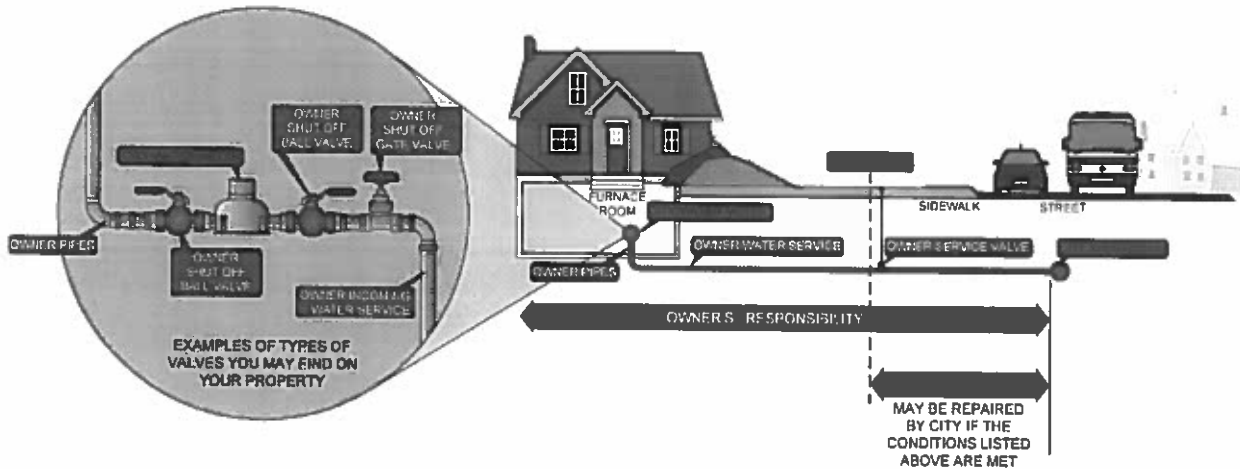 OWNER
SHUT OFF
BALL VALVE
OWNER
SHUT OFF
GATE VALVE
OWNER PIPES
OWNER
SHUT OFF
BALL VALVE
OWNER INCOMING
WATER SERVICE
EXAMPLES OF TYPES OF
VALVES YOU MAY FIND ON
YOUR PROPERTY
FURNACE
ROOM
SIDEWALK
STREET
OWNER WATER SERVICE
OWNER SERVICE VALVE
OWNER PIPES
OWNER'S RESPONSIBILITY
MAY BE REPAIRED
BY CITY IF THE
CONDITIONS LISTED
ABOVE ARE MET